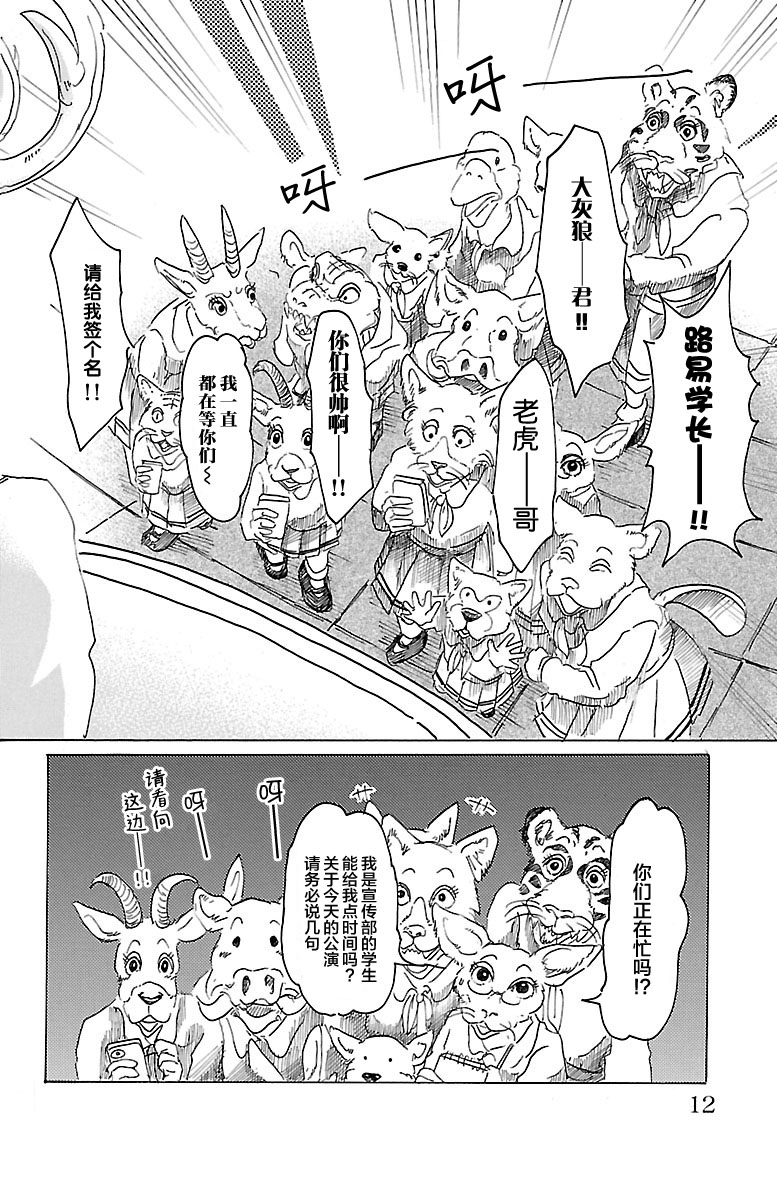 呀
呀
大灰狼——君!!
路易学长——!!
老虎——哥
你们很帅啊——!!
我一直
都在等你们～
请给我签个名!!
你们正在忙吗!?
我是宣传部的学生
能给我点时间吗?
关于今天的公演
请务必说几句
呀——
呀——
请看向
这边——!!
12